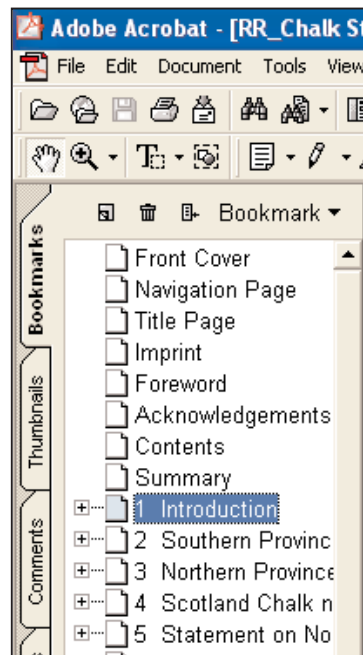 Adobe Acrobat - [RR_Chalk St
File Edit Document Tools View
Bookmark
Bookmarks
Thumbnails
Comments
Front Cover
Navigation Page
Title Page
Imprint
Foreword
Acknowledgements
Contents
Summary
1 Introduction
2 Southern Provinc
3 Northern Province
4 Scotland Chalk n
5 Statement on No